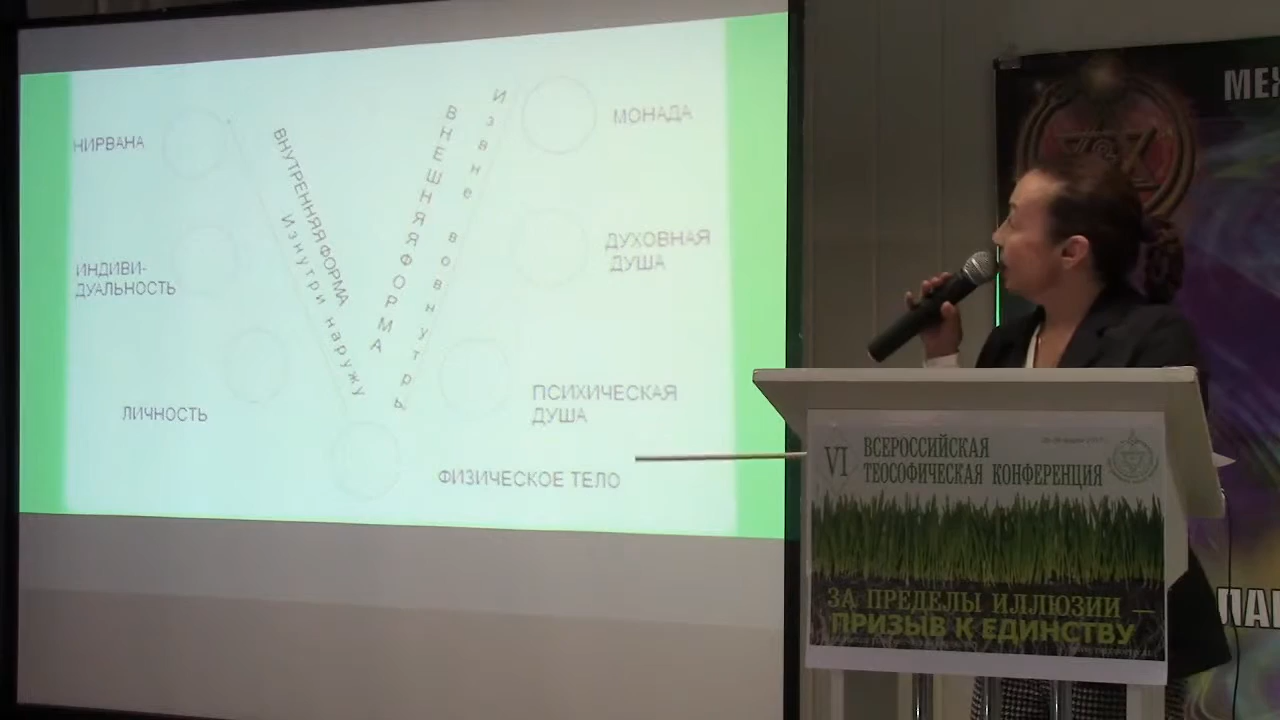 НИРВАНА
ИНДИВИ-
ДУАЛЬНОСТЬ
ЛИЧНОСТЬ
ВНУТРЕННЯЯ ФОРМА
Изнутри наружу
ВНЕШНЯЯ ФОРМА
Извне вовнутрь
МОНАДА
ДУХОВНАЯ
ДУША
ПСИХИЧЕСКАЯ
ДУША
ФИЗИЧЕСКОЕ ТЕЛО
МЕЖ
VI ВСЕРОССИЙСКАЯ
ТЕОСОФИЧЕСКАЯ КОНФЕРЕНЦИЯ
ЗА ПРЕДЕЛЫ ИЛЛЮЗИИ —
ПРИЗЫВ К ЕДИНСТВУ